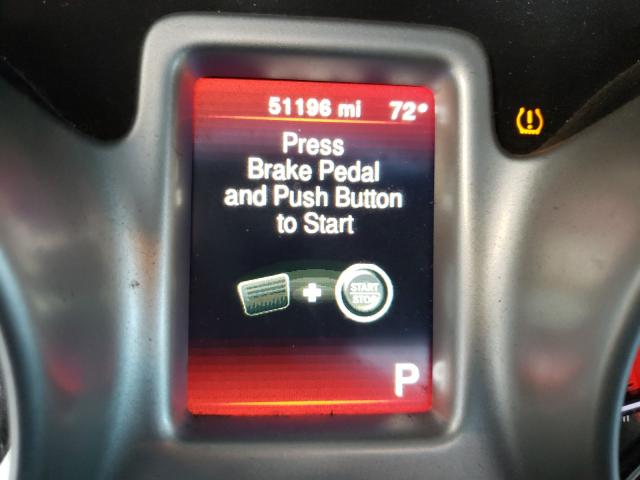 51196 mi 72°
Press
Brake Pedal
and Push Button
to Start
START
STOP
P